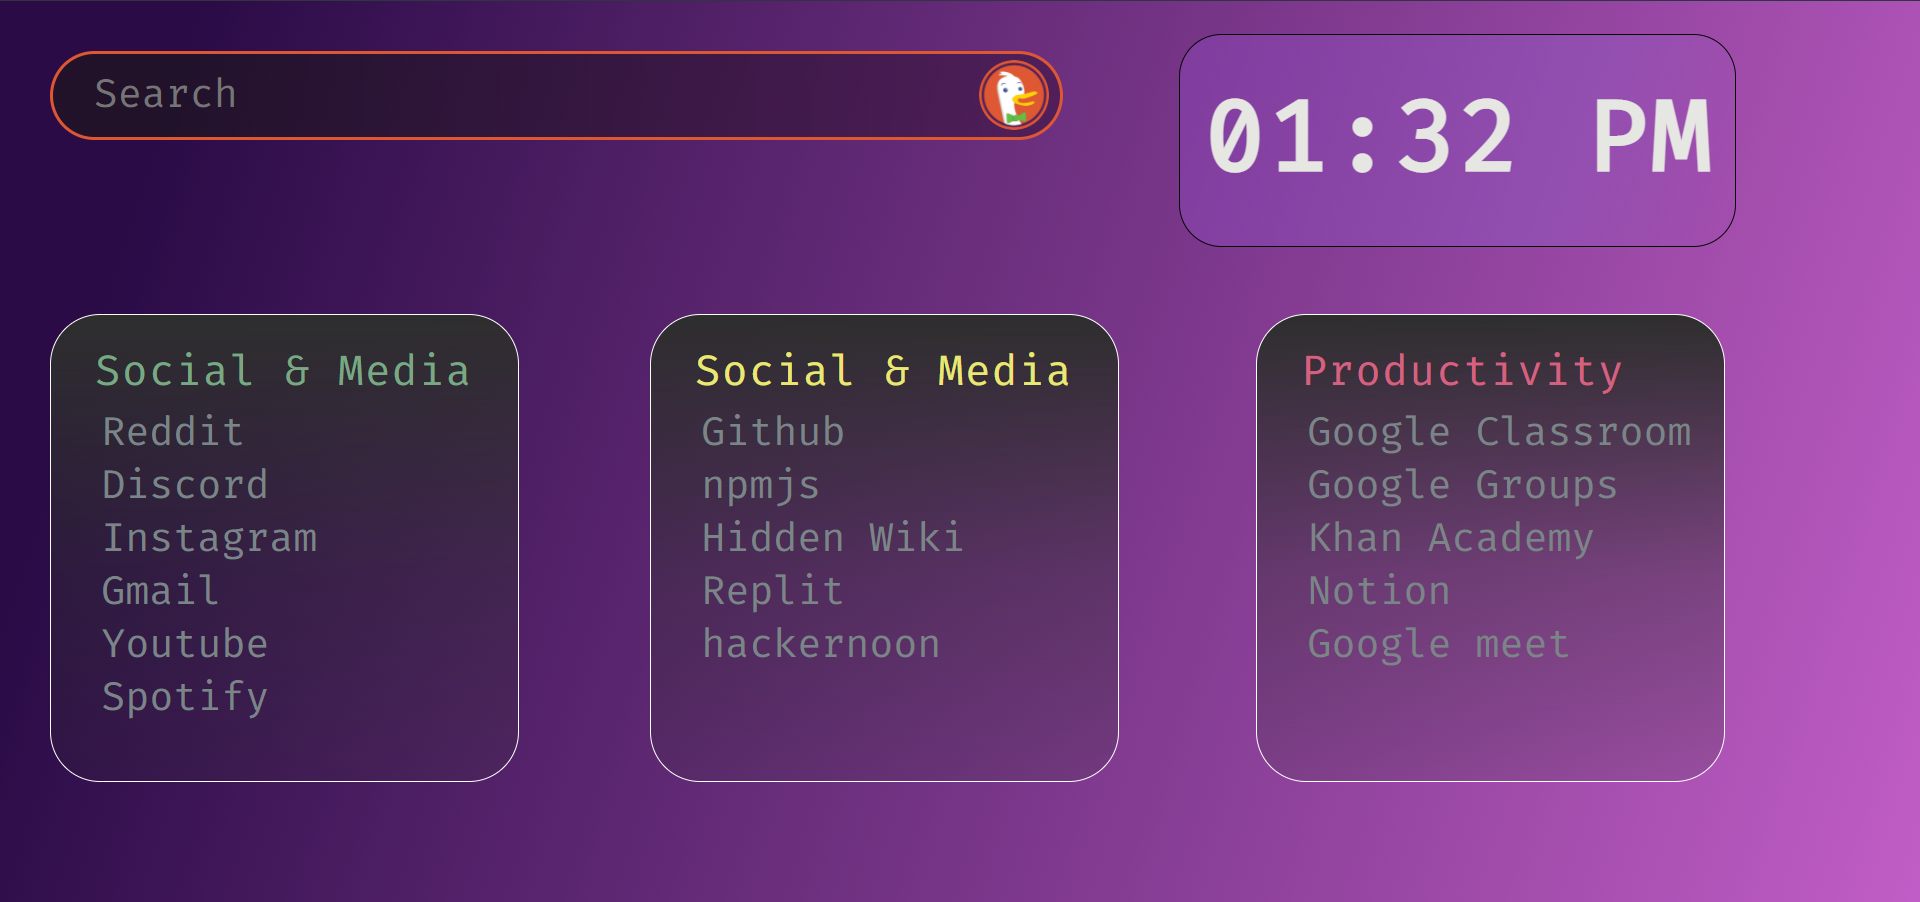 Search
01:32 PM
Social & Media
Reddit
Discord
Instagram
Gmail
Youtube
Spotify
Social & Media
Github
npmjs
Hidden Wiki
Replit
hackernoon
Productivity
Google Classroom
Google Groups
Khan Academy
Notion
Google meet